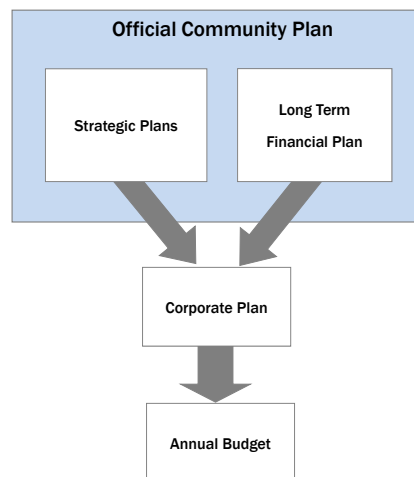 Official Community Plan
Strategic Plans
Long Term
Financial Plan
Corporate Plan
Annual Budget